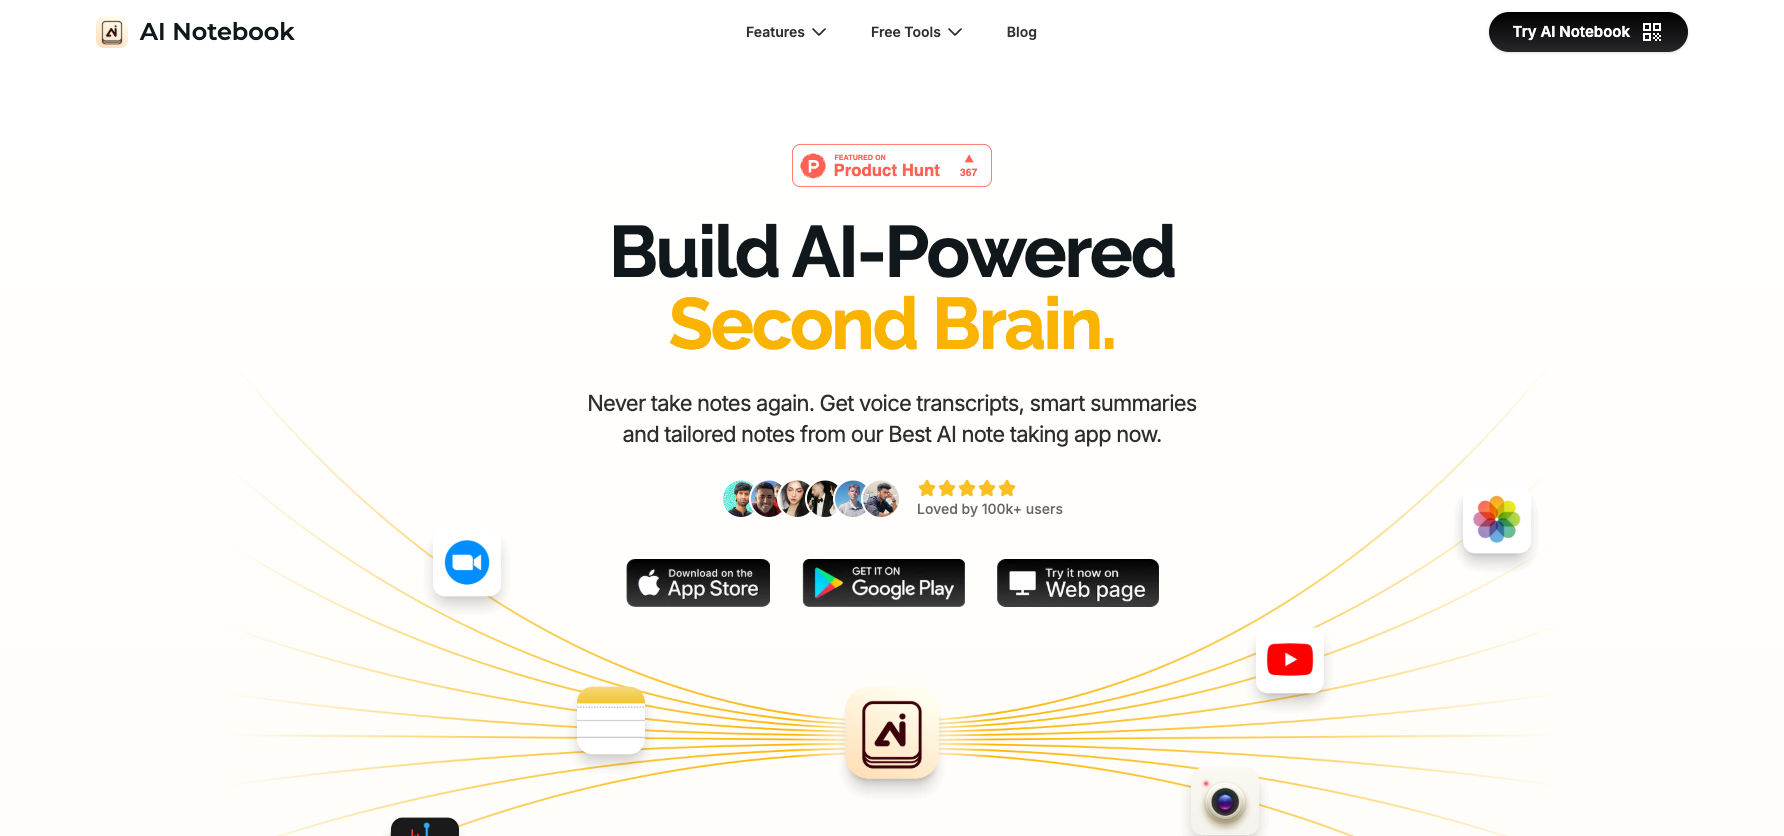 AI Notebook
Features
Free Tools
Blog
Try AI Notebook
FEATURED ON
Product Hunt
367
Build AI-Powered
Second Brain.
Never take notes again. Get voice transcripts, smart summaries
and tailored notes from our Best AI note taking app now.
Loved by 100k+ users
Download on the
App Store
GET IT ON
Google Play
Try it now on
Web page